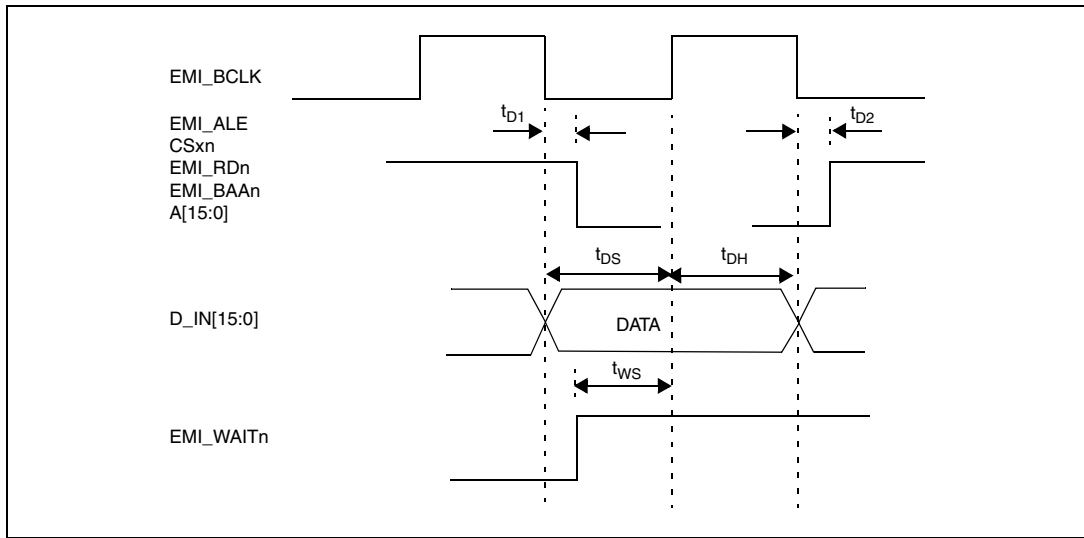 EMI_BCLK
EMI_ALE
CSxn
EMI_RDn
EMI_BAAn
A[15:0]
tD1
tD2
tDS
tDH
D_IN[15:0]
DATA
tWS
EMI_WAITn